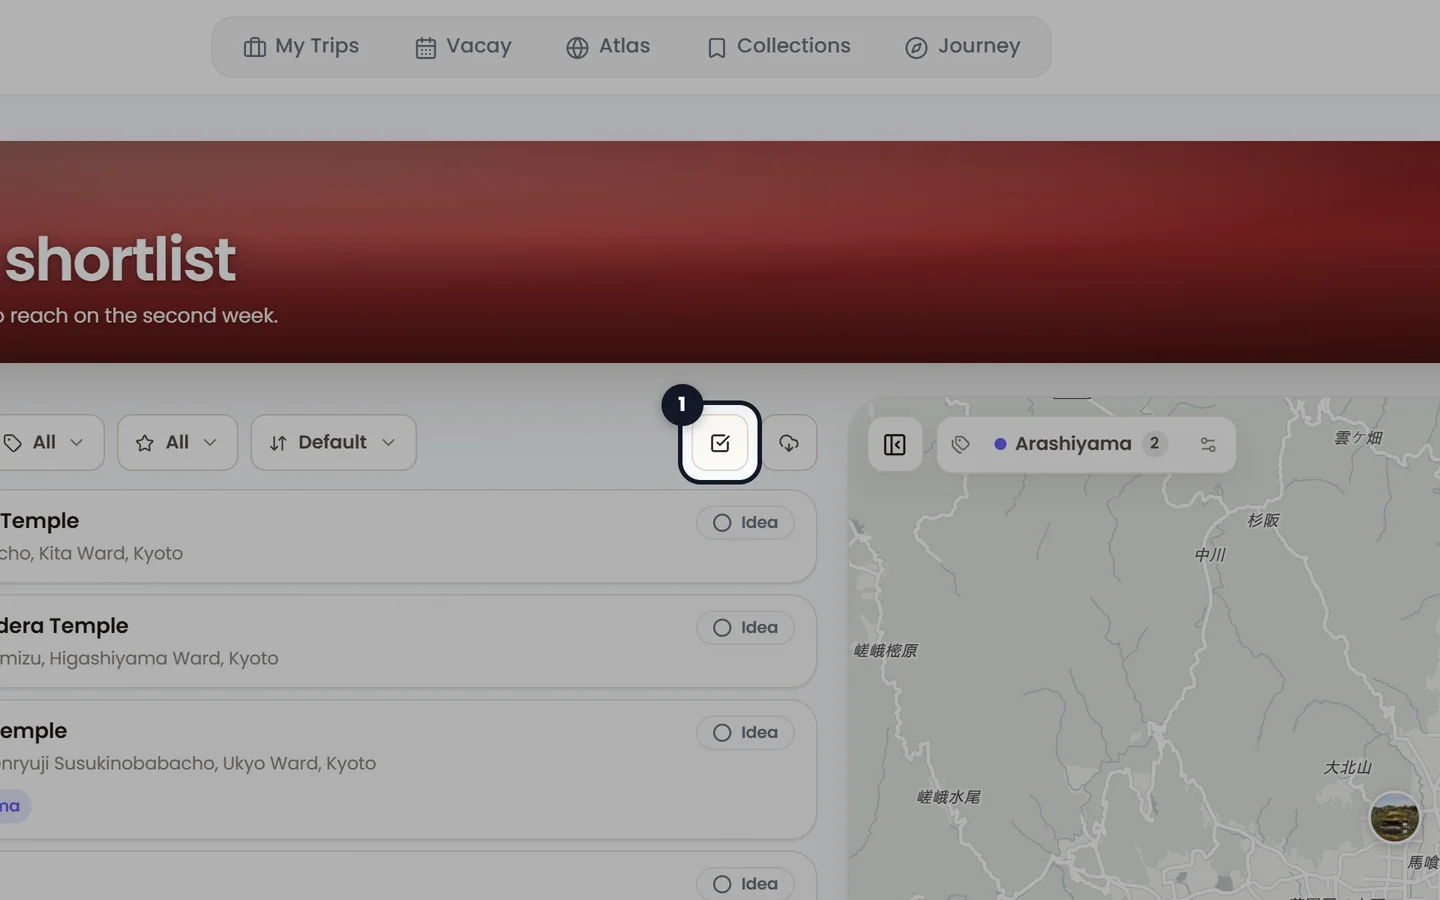 My Trips
Vacay
Atlas
Collections
Journey
shortlist
o reach on the second week.
All
All
Default
1
Arashiyama 2
Temple
Idea
cho, Kita Ward, Kyoto
dera Temple
Idea
mizu, Higashiyama Ward, Kyoto
emple
Idea
enryuji Susukinobabacho, Ukyo Ward, Kyoto
ma
Idea
雲ケ畑
杉阪
中川
嵯峨樒原
大北山
嵯峨水尾
馬喰